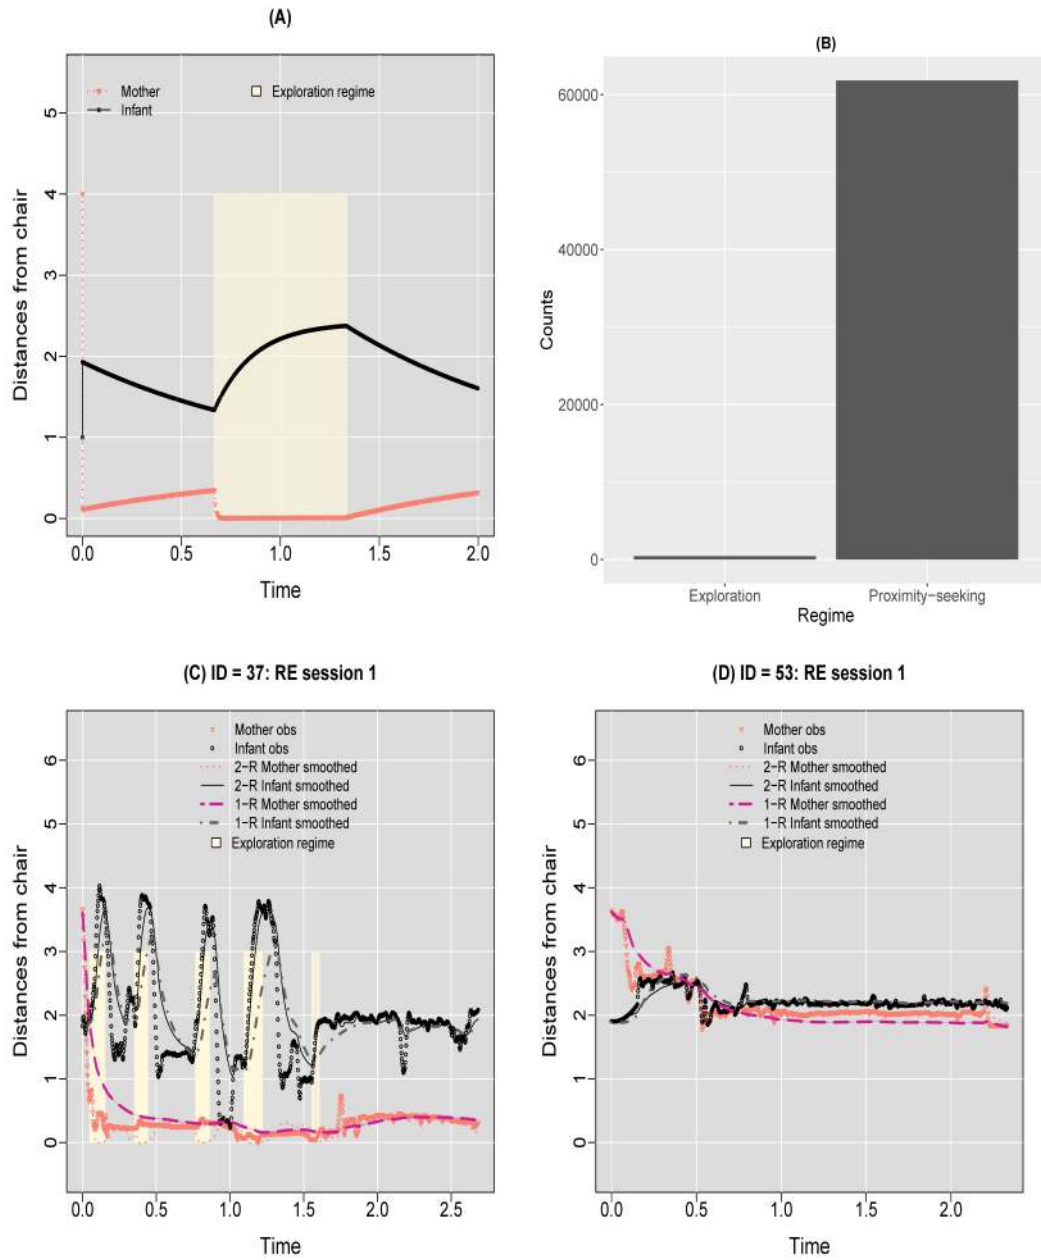 (A)
Mother
Infant
Exploration regime
Distances from chair
5
4
3
2
1
0
0.0 0.5 1.0 1.5 2.0
Time
(B)
Counts
60000
40000
20000
0
Exploration Proximity−seeking
Regime
(C) ID = 37: RE session 1
Mother obs
Infant obs
2−R Mother smoothed
2−R Infant smoothed
1−R Mother smoothed
1−R Infant smoothed
Exploration regime
Distances from chair
6
5
4
3
2
1
0
0.0 0.5 1.0 1.5 2.0 2.5
Time
(D) ID = 53: RE session 1
Mother obs
Infant obs
2−R Mother smoothed
2−R Infant smoothed
1−R Mother smoothed
1−R Infant smoothed
Exploration regime
Distances from chair
6
5
4
3
2
1
0
0.0 0.5 1.0 1.5 2.0
Time